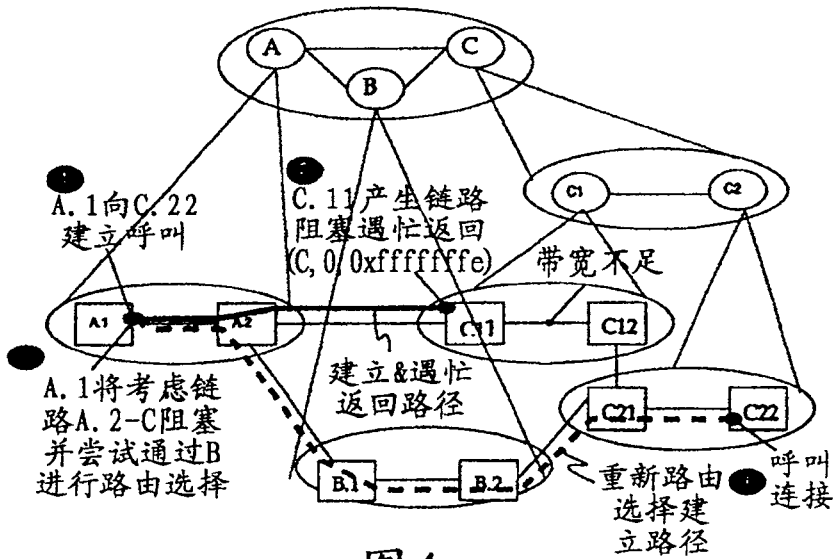 A
C
B
C1
C2
A.1向C.22
建立呼叫
C.11产生链路
阻塞遇忙返回
(C,0,0xfffffffe)
带宽不足
A.1
A.2
C11
C12
A.1将考虑链
路A.2-C阻塞
并尝试通过B
进行路由选择
建立&遇忙
返回路径
C21
C22
B.1
B.2
重新路由
选择建
立路径
呼叫
连接